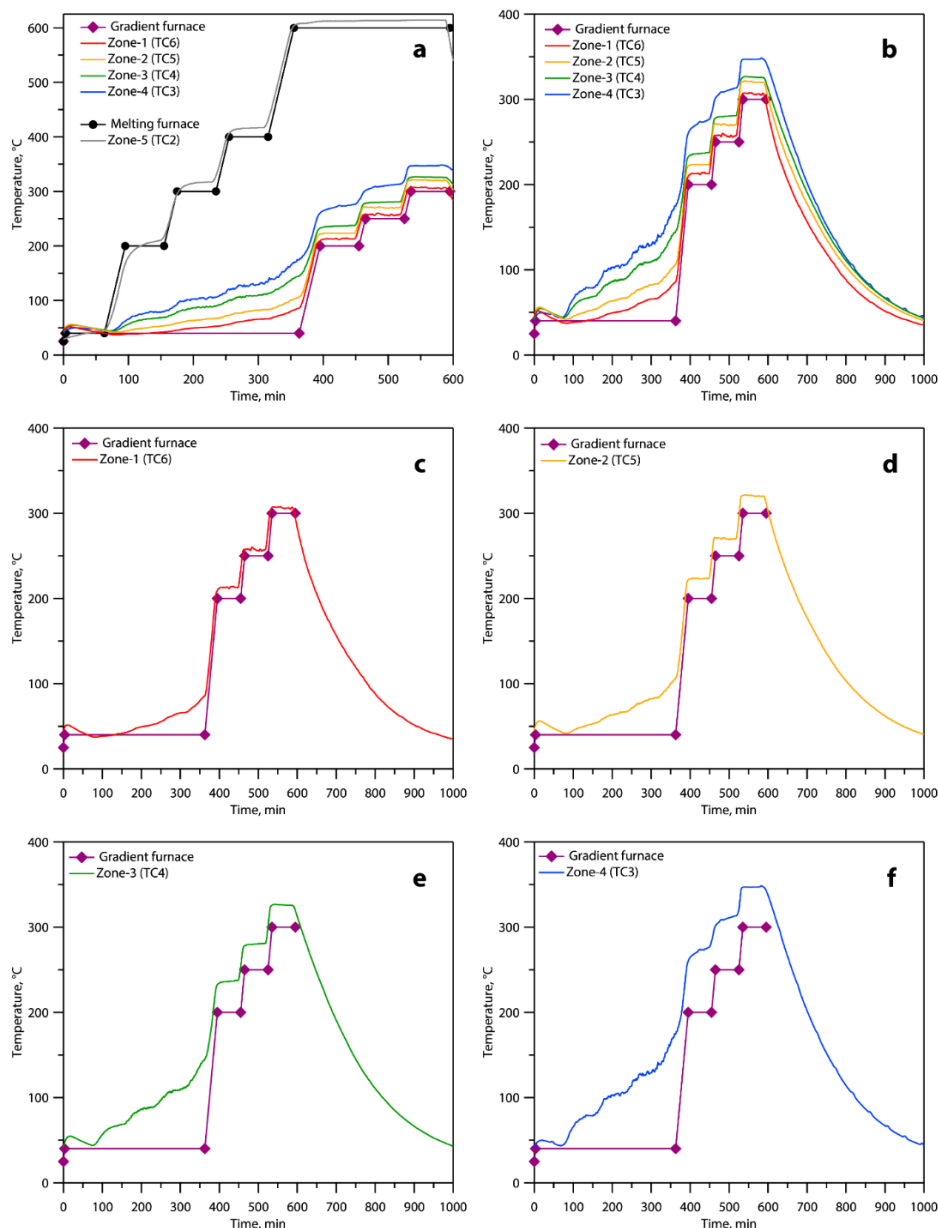 a
Gradient furnace
Zone-1 (TC6)
Zone-2 (TC5)
Zone-3 (TC4)
Zone-4 (TC3)
Melting furnace
Zone-5 (TC2)
Temperature, °C
600
500
400
300
200
100
0
0 100 200 300 400 500 600
Time, min
b
Gradient furnace
Zone-1 (TC6)
Zone-2 (TC5)
Zone-3 (TC4)
Zone-4 (TC3)
Temperature, °C
400
300
200
100
0
0 100 200 300 400 500 600 700 800 900 1000
Time, min
c
Gradient furnace
Zone-1 (TC6)
Temperature, °C
400
300
200
100
0
0 100 200 300 400 500 600 700 800 900 1000
Time, min
d
Gradient furnace
Zone-2 (TC5)
Temperature, °C
400
300
200
100
0
0 100 200 300 400 500 600 700 800 900 1000
Time, min
e
Gradient furnace
Zone-3 (TC4)
Temperature, °C
400
300
200
100
0
0 100 200 300 400 500 600 700 800 900 1000
Time, min
f
Gradient furnace
Zone-4 (TC3)
Temperature, °C
400
300
200
100
0
0 100 200 300 400 500 600 700 800 900 1000
Time, min